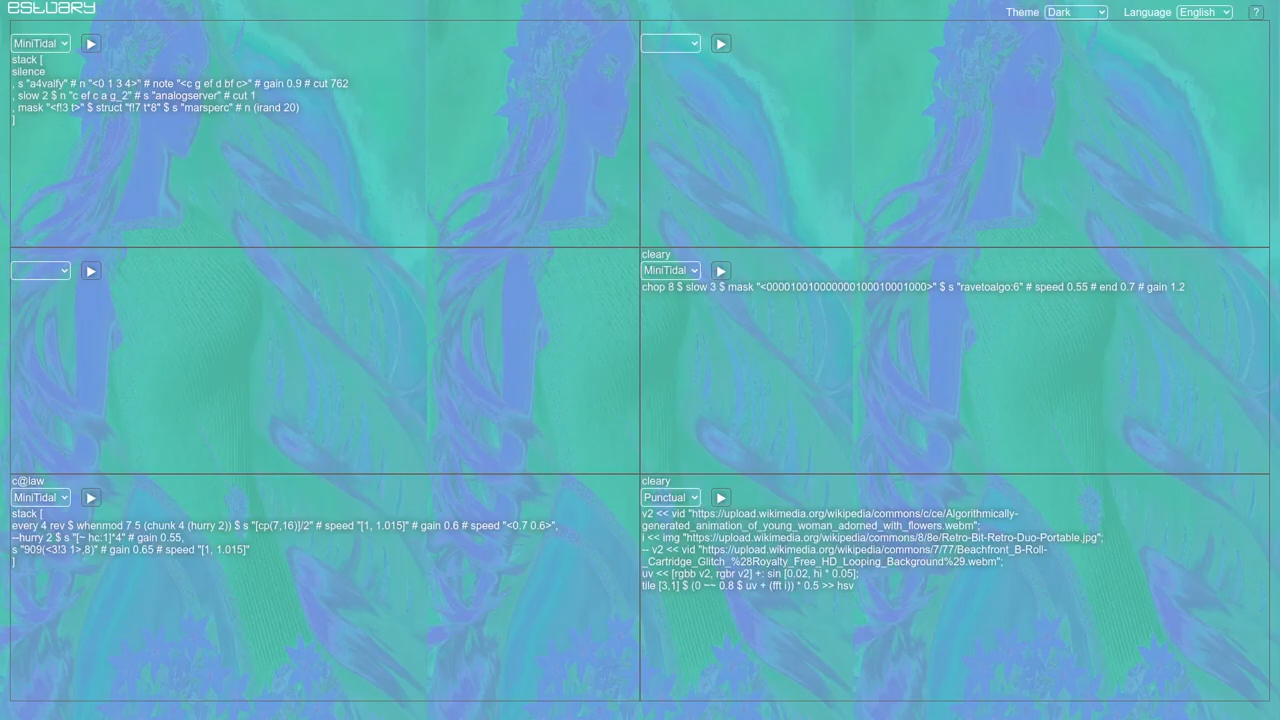 estuary
Theme Dark Language English ?
MiniTidal
stack [
silence
, s "a4valfy" # n "<0 1 3 4>" # note "<c g ef d bf c>" # gain 0.9 # cut 762
, slow 2 $ n "c ef c a g_2" # s "analogserver" # cut 1
, mask "<f!3 t>" $ struct "f!7 t*8" $ s "marsperc" # n (irand 20)
]
cleary
MiniTidal
chop 8 $ slow 3 $ mask "<00001001000000100010010001000>" $ s "ravetoalgo:6" # speed 0.55 # end 0.7 # gain 1.2
c@law
MiniTidal
stack [
every 4 rev $ whenmod 7 5 (chunk 4 (hurry 2)) $ s "[cp(7,16)]/2" # speed "[1, 1.015]" # gain 0.6 # speed "<0.7 0.6>",
--hurry 2 $ s "[~ hc:1]*4" # gain 0.55,
s "909(<3!3 1>,8)" # gain 0.65 # speed "[1, 1.015]"
]
cleary
Punctual
v2 << vid "https://upload.wikimedia.org/wikipedia/commons/c/ce/Algorithmically-
generated_animation_of_young_woman_adorned_with_flowers.webm";
i << img "https://upload.wikimedia.org/wikipedia/commons/8/8e/Retro-Bit-Retro-Duo-Portable.jpg";
-- v2 << vid "https://upload.wikimedia.org/wikipedia/commons/7/77/Beachfront_B-Roll-
_Cartridge_Glitch_%28Royalty_Free_HD_Looping_Background%29.webm";
uv << [rgbb v2, rgbr v2] +: sin [0.02, hi * 0.05];
tile [3,1] $ (0 ~~ 0.8 $ uv + (fft i)) * 0.5 >> hsv